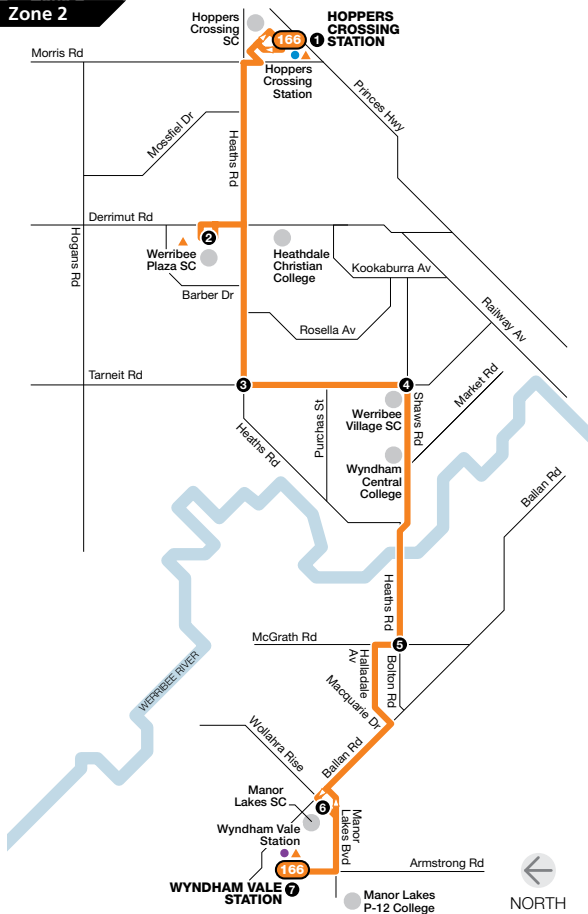 Zone 2
Hoppers
Crossing
SC
166
1
HOPPERS
CROSSING
STATION
Morris Rd
Hoppers
Crossing
Station
Princes Hwy
Mossfiel Dr
Heaths Rd
Derrimut Rd
2
Hogans Rd
Werribee
Plaza SC
Heathdale
Christian
College
Kookaburra Av
Barber Dr
Railway Av
Rosella Av
Tarneit Rd
3
4
Market Rd
Purchas St
Werribee
Village SC
Shaws Rd
Heaths Rd
Wyndham
Central
College
Ballan Rd
Heaths Rd
McGrath Rd
5
Halladale
Av
Bolton Rd
WERRIBEE RIVER
Macquarie Dr
Wollahra Rise
Ballan Rd
Manor
Lakes SC
6
Manor
Lakes Bvd
Wyndham Vale
Station
166
Armstrong Rd
WYNDHAM VALE
STATION
7
Manor Lakes
P-12 College
NORTH